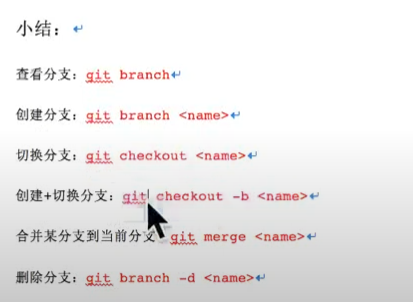 小结：
查看分支：git branch
创建分支：git branch <name>
切换分支：git checkout <name>
创建+切换分支：git checkout -b <name>
合并某分支到当前分支：git merge <name>
删除分支：git branch -d <name>